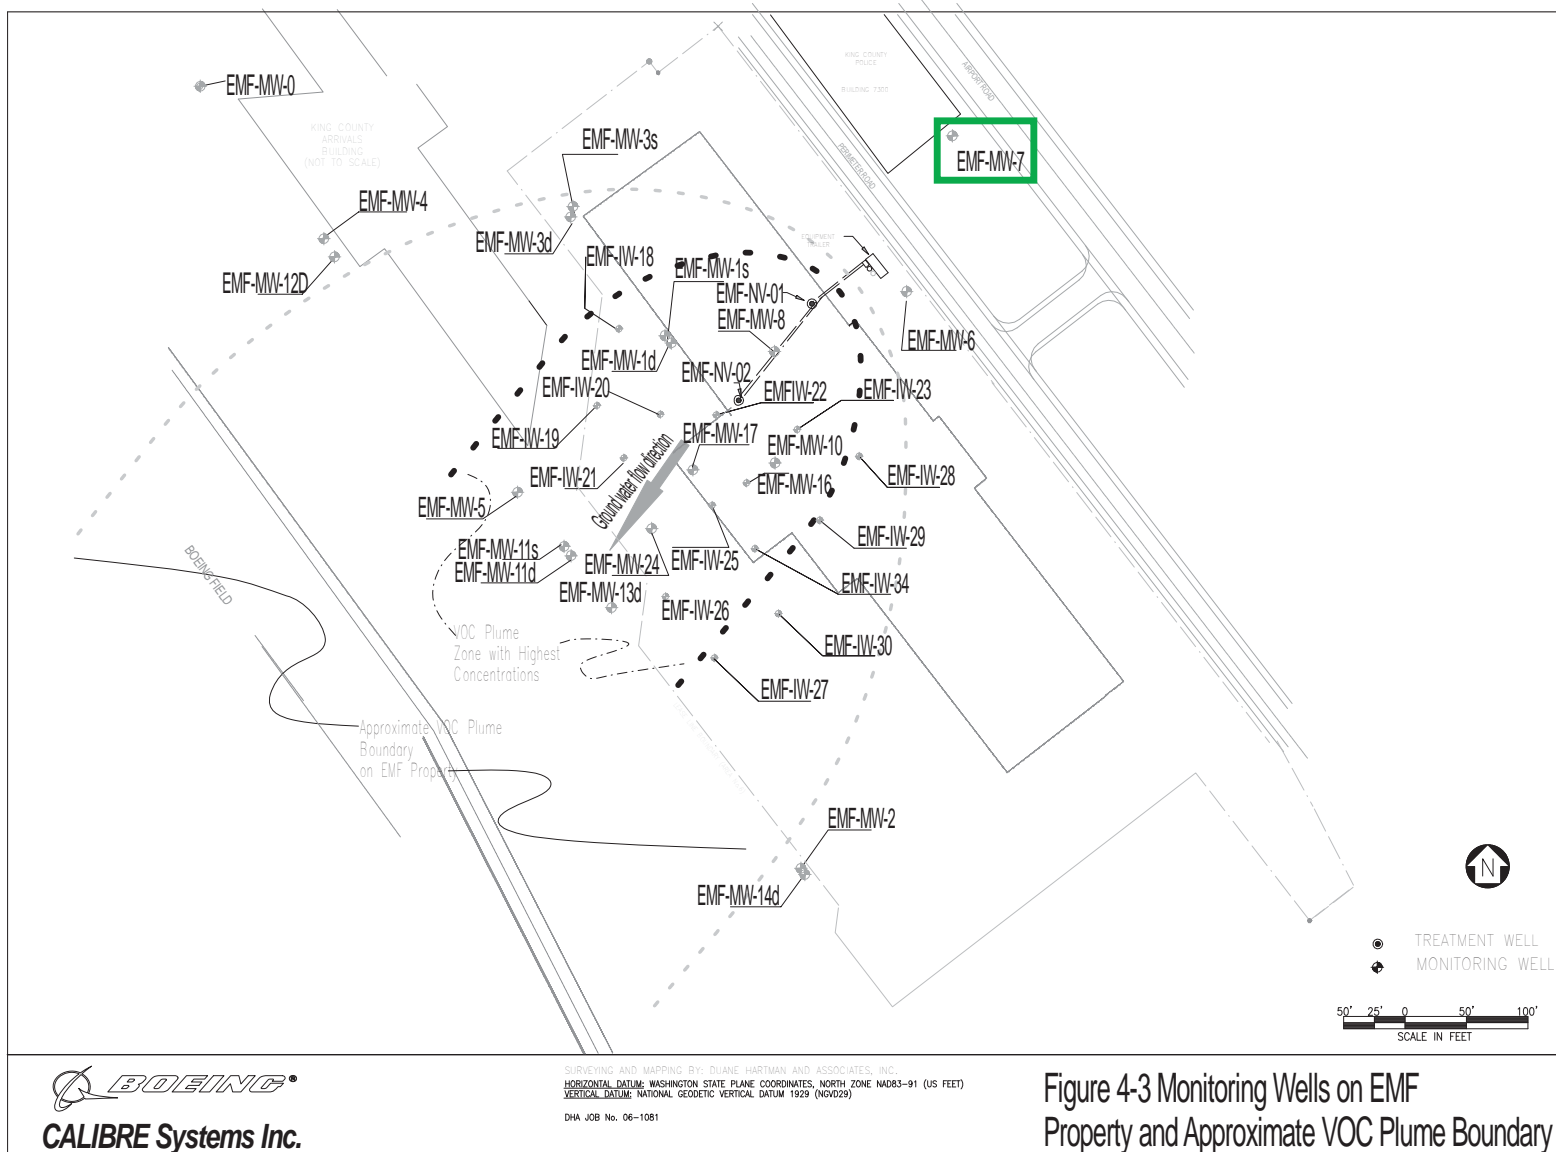 KING COUNTY
POLICE
BUILDING 7300
AIRPORT ROAD
EMF-MW-0
KING COUNTY
ARRIVALS
BUILDING
(NOT TO SCALE)
EMF-MW-3s
PERIMETER ROAD
EMF-MW-7
EMF-MW-4
EMF-MW-3d
EMF-IW-18
EQUIPMENT
TRAILER
EMF-MW-12D
EMF-MW-1s
EMF-NV-01
EMF-MW-8
EMF-MW-6
EMF-MW-1d
EMF-NV-02
EMF-IW-20
EMFIW-22
EMF-IW-23
EMF-IW-19
EMF-MW-17
EMF-MW-10
Ground water flow direction
EMF-IW-21
EMF-MW-16
EMF-IW-28
EMF-MW-5
EMF-IW-29
EMF-MW-11s
EMF-MW-11d
EMF-MW-24
EMF-IW-25
EMF-IW-34
BOEING FIELD
EMF-MW-13d
EMF-IW-26
VOC Plume
Zone with Highest
Concentrations
EMF-IW-30
EMF-IW-27
Approximate VOC Plume
Boundary
on EMF Property
EMF-MW-2
EMF-MW-14d
N
TREATMENT WELL
MONITORING WELL
50' 25' 0 50' 100'
SCALE IN FEET
BOEING®
CALIBRE Systems Inc.
SURVEYING AND MAPPING BY: DUANE HARTMAN AND ASSOCIATES, INC.
HORIZONTAL DATUM: WASHINGTON STATE PLANE COORDINATES, NORTH ZONE NAD83-91 (US FEET)
VERTICAL DATUM: NATIONAL GEODETIC VERTICAL DATUM 1929 (NGVD29)
DHA JOB No. 06-1081
Figure 4-3 Monitoring Wells on EMF
Property and Approximate VOC Plume Boundary